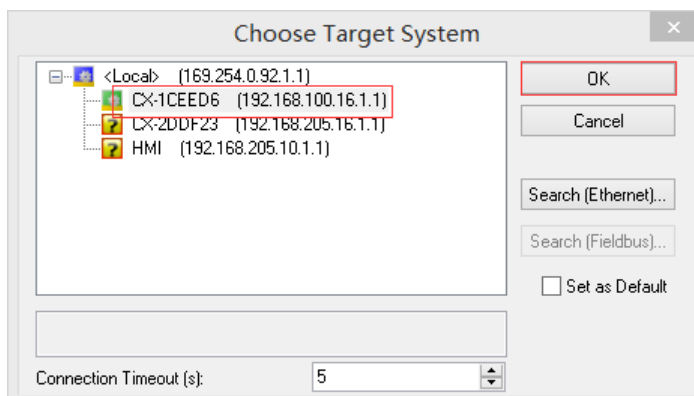 Choose Target System
<Local> (169.254.0.92.1.1)
CX-1CEED6 (192.168.100.16.1.1)
CX-2DDF23 (192.168.205.16.1.1)
HMI (192.168.205.10.1.1)
OK
Cancel
Search (Ethernet)...
Search (Fieldbus)...
Set as Default
Connection Timeout (s):
5